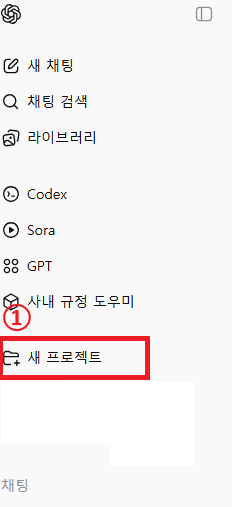 새 채팅
채팅 검색
라이브러리
Codex
Sora
GPT
사내 규정 도우미
①
새 프로젝트
채팅